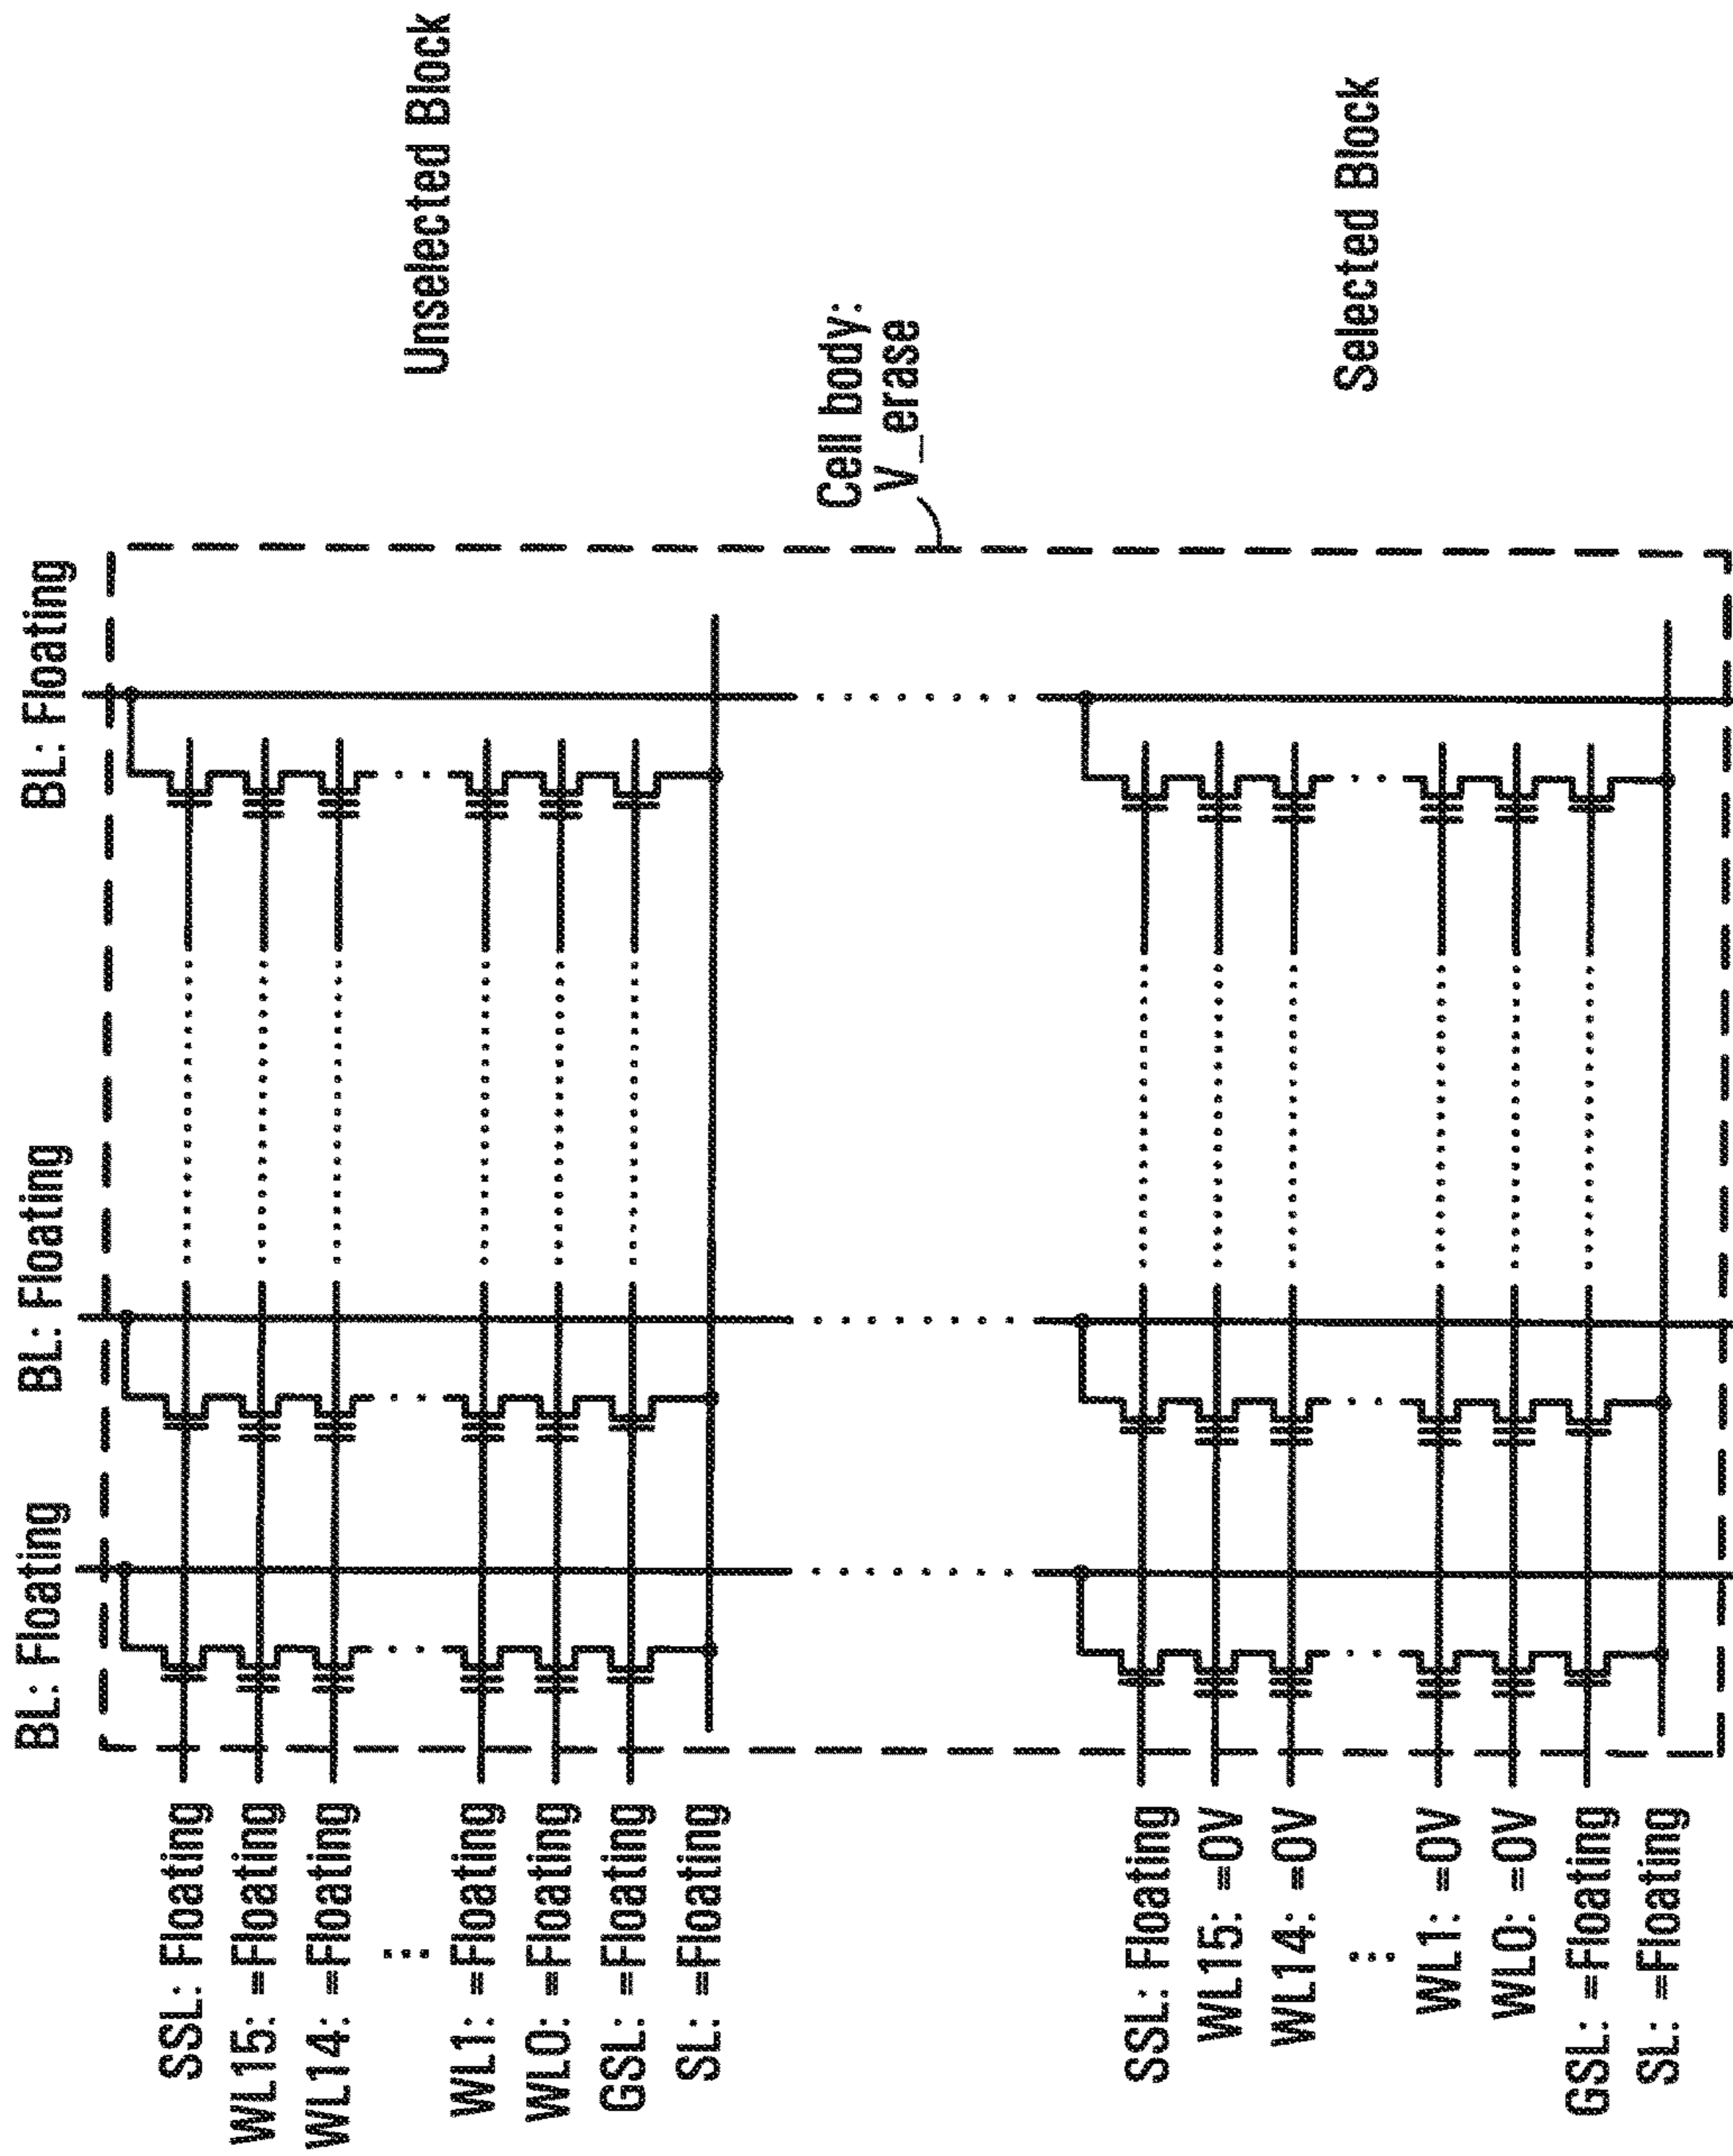 BL: Floating
BL: Floating
BL: Floating
SSL: Floating
WL15: =Floating
WL14: =Floating
...
WL1: =Floating
WL0: =Floating
GSL: =Floating
SL: =Floating
Unselected Block
Cell body:
V_erase
SSL: Floating
WL15: =0V
WL14: =0V
...
WL1: =0V
WL0: =0V
GSL: =Floating
SL: =Floating
Selected Block